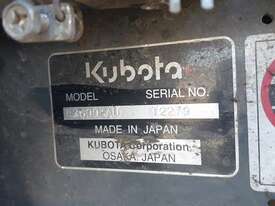 Kubota
MODEL SERIAL NO.
MADE IN JAPAN
KUBOTA Corporation
OSAKA JAPAN